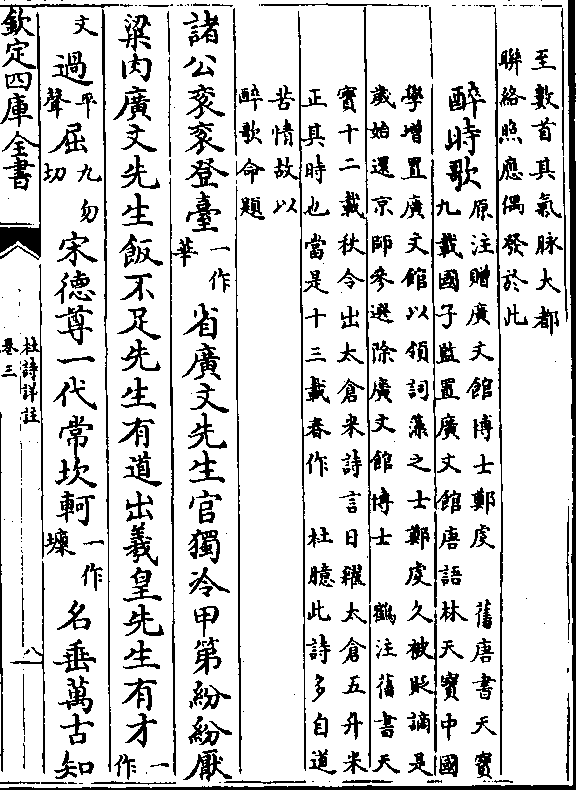 至數首其氣脈大都
聯絡照應偶發於此
醉時歌 原注贈廣文館博士鄭虔 舊唐書天寳
九載國子監置廣文館唐語林天寳中國
學增置廣文館以領詞藻之士鄭虔久被貶謫是
歲始還京師參選除廣文館博士 鶴注舊書天
寳十二載秋令出太倉米詩言日糴太倉五升米
正其時也當是十三載春作 杜臆此詩多自道
苦情故以
醉歌命題
諸公衮衮登臺一作華省廣文先生官獨冷甲第紛紛厭
粱肉廣文先生飯不足先生有道出羲皇先生有才一作
文過平聲屈九勿切宋德尊一代常坎軻一作壈名垂萬古知
欽定四庫全書
杜詩詳註
卷三
八